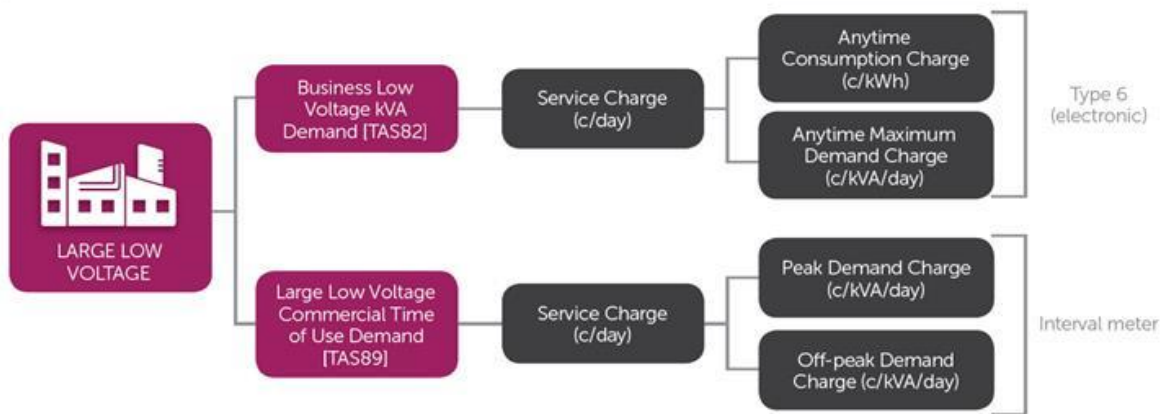 LARGE LOW
VOLTAGE
Business Low
Voltage kVA
Demand [TAS82]
Service Charge
(c/day)
Anytime
Consumption Charge
(c/kWh)
Anytime Maximum
Demand Charge
(c/kVA/day)
Type 6
(electronic)
Large Low Voltage
Commercial Time
of Use Demand
[TAS89]
Service Charge
(c/day)
Peak Demand Charge
(c/kVA/day)
Off-peak Demand
Charge (c/kVA/day)
Interval meter